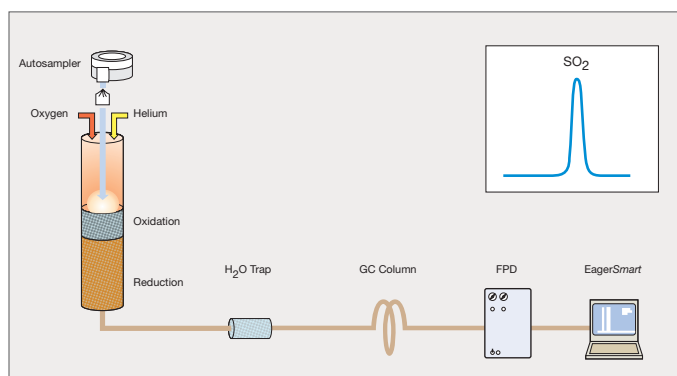 Autosampler
SO2
Oxygen
Helium
Oxidation
Reduction
H2O Trap
GC Column
FPD
EagerSmart